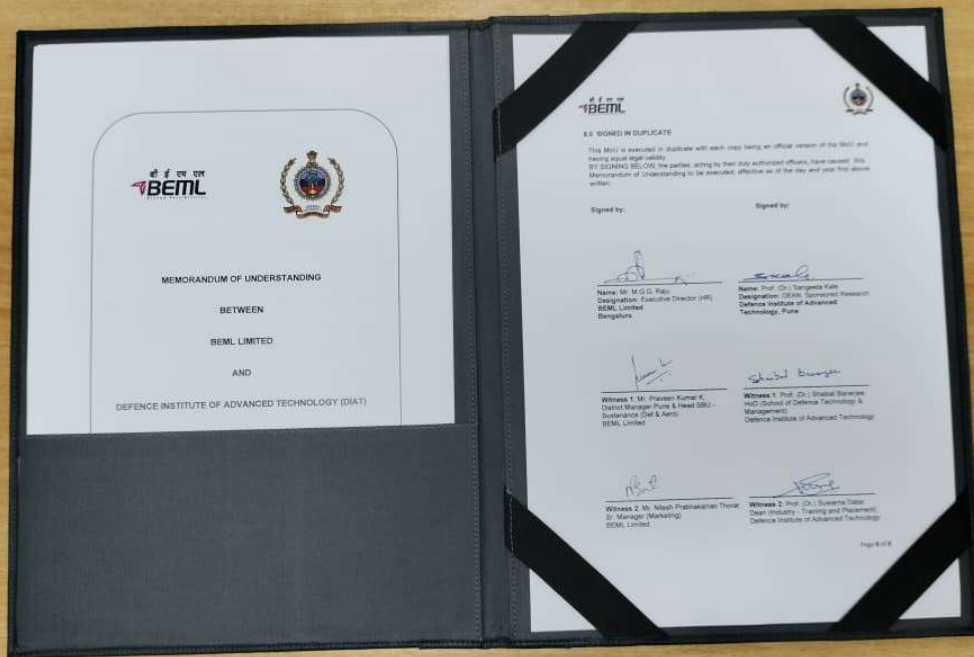 बी ई एम एल
BEML
MEMORANDUM OF UNDERSTANDING
BETWEEN
BEML LIMITED
AND
DEFENCE INSTITUTE OF ADVANCED TECHNOLOGY (DIAT)
बी ई एम एल
BEML
8.0 SIGNED IN DUPLICATE
This MoU is executed in duplicate with each copy being an official version of the MoU and
having equal legal validity.
BY SIGNING BELOW, the parties, acting by their duly authorized officers, have caused this
Memorandum of Understanding to be executed, effective as of the day and year first above
written.
Signed by:
Signed by:
Name: Mr. M.G.G. Raju
Designation: Executive Director (HR)
BEML Limited
Bengaluru
Name: Prof. (Dr.) Sangeeta Kale
Designation: DEAN, Sponsored Research
Defence Institute of Advanced
Technology, Pune
Witness 1: Mr. Praveen Kumar K,
District Manager Pune & Head SBU -
Sustenance (Def & Aero)
BEML Limited
Shaibal Banerjee
Witness 1: Prof. (Dr.) Shaibal Banerjee
HoD (School of Defence Technology &
Management)
Defence Institute of Advanced Technology
Witness 2: Mr. Nilesh Prabhakarrao Thovar
Sr. Manager (Marketing)
BEML Limited
Witness 2: Prof. (Dr.) Suwarna Datar
Dean (Industry - Training and Placement)
Defence Institute of Advanced Technology